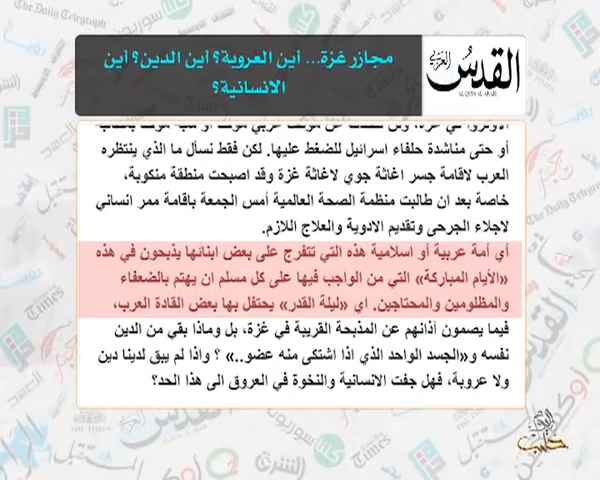 مجازر غزة... أين العروبة؟ أين الدين؟ أين
الانسانية؟
القدس
العربي
AL QUDS AL ARABI
أو حتى مناشدة حلفاء اسرائيل للضغط عليها. لكن فقط نسأل ما الذي ينتظره
العرب لاقامة جسر اغاثة جوي لاغاثة غزة وقد اصبحت منطقة منكوبة،
خاصة بعد ان طالبت منظمة الصحة العالمية أمس الجمعة باقامة ممر انساني
لاجلاء الجرحى وتقديم الادوية والعلاج اللازم.
أي أمة عربية أو اسلامية هذه التي تتفرج على بعض ابنائها يذبحون في هذه
«الأيام المباركة» التي من الواجب فيها على كل مسلم ان يهتم بالضعفاء
والمظلومين والمحتاجين. اي «ليلة القدر» يحتفل بها بعض القادة العرب،
فيما يصمون آذانهم عن المذبحة القريبة في غزة، بل وماذا بقي من الدين
نفسه و«الجسد الواحد الذي اذا اشتكى منه عضو..» ؟ واذا لم يبق لدينا دين
ولا عروبة، فهل جفت الانسانية والنخوة في العروق الى هذا الحد؟